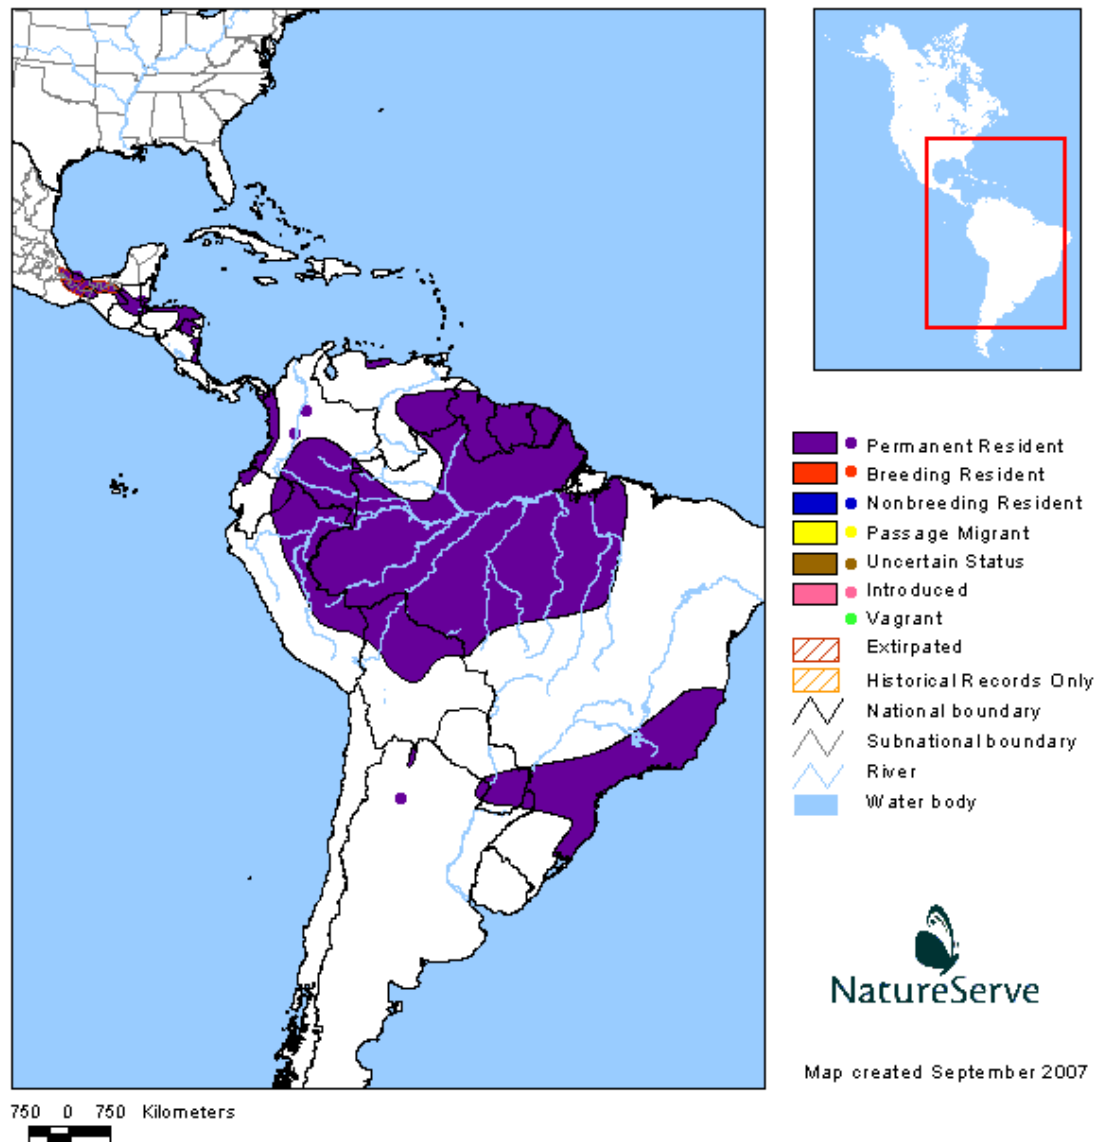 Permanent Resident
Breeding Resident
Nonbreeding Resident
Passage Migrant
Uncertain Status
Introduced
Vagrant
Extirpated
Historical Records Only
National boundary
Subnational boundary
River
Water body
NatureServe
Map created September 2007
750 0 750 Kilometers